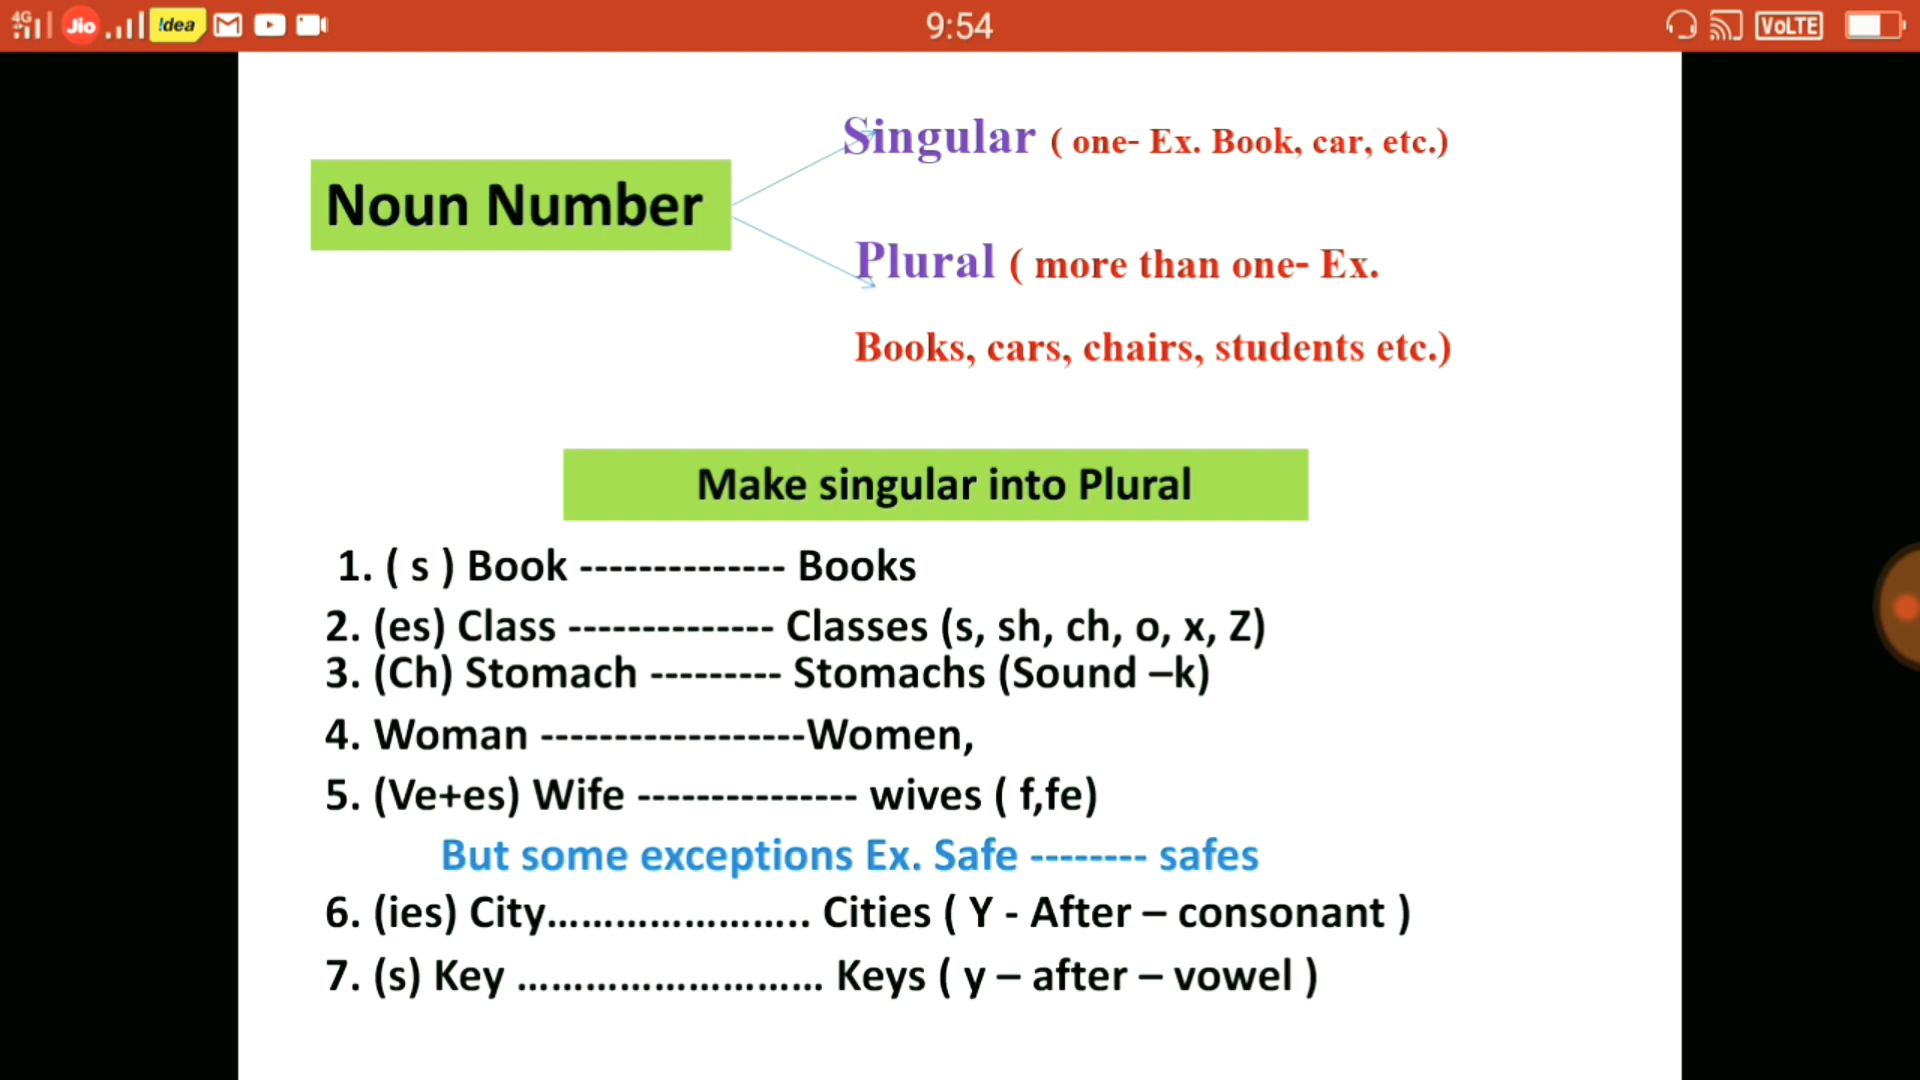 4G Jio !dea 9:54 VoLTE
Singular ( one- Ex. Book, car, etc.)
Noun Number
Plural ( more than one- Ex.
Books, cars, chairs, students etc.)
Make singular into Plural
1. ( s ) Book -------------- Books
2. (es) Class -------------- Classes (s, sh, ch, o, x, Z)
3. (Ch) Stomach --------- Stomachs (Sound –k)
4. Woman ------------------Women,
5. (Ve+es) Wife --------------- wives ( f,fe)
But some exceptions Ex. Safe -------- safes
6. (ies) City.……………….. Cities ( Y - After – consonant )
7. (s) Key ……………………… Keys ( y – after – vowel )